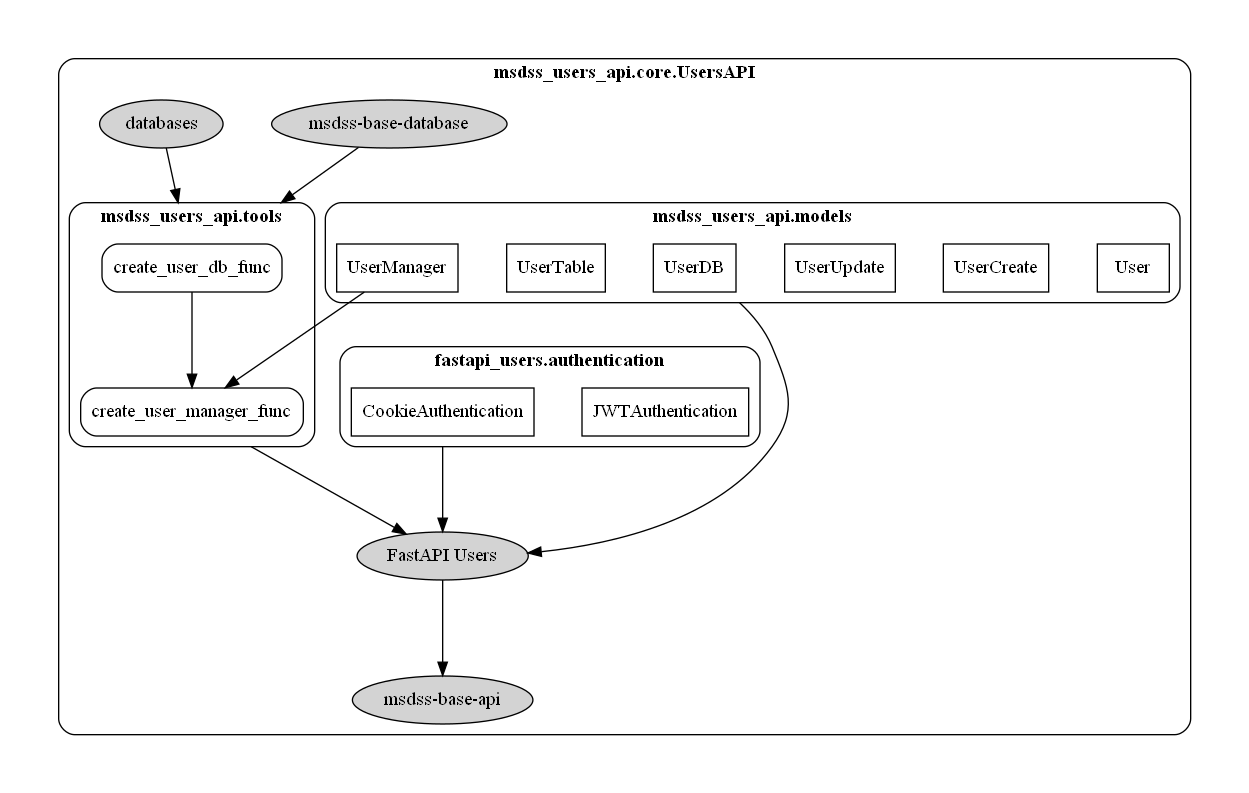 msdss_users_api.core.UsersAPI
databases
msdss-base-database
msdss_users_api.tools
msdss_users_api.models
create_user_db_func
UserManager
UserTable
UserDB
UserUpdate
UserCreate
User
fastapi_users.authentication
create_user_manager_func
CookieAuthentication
JWTAuthentication
FastAPI Users
msdss-base-api